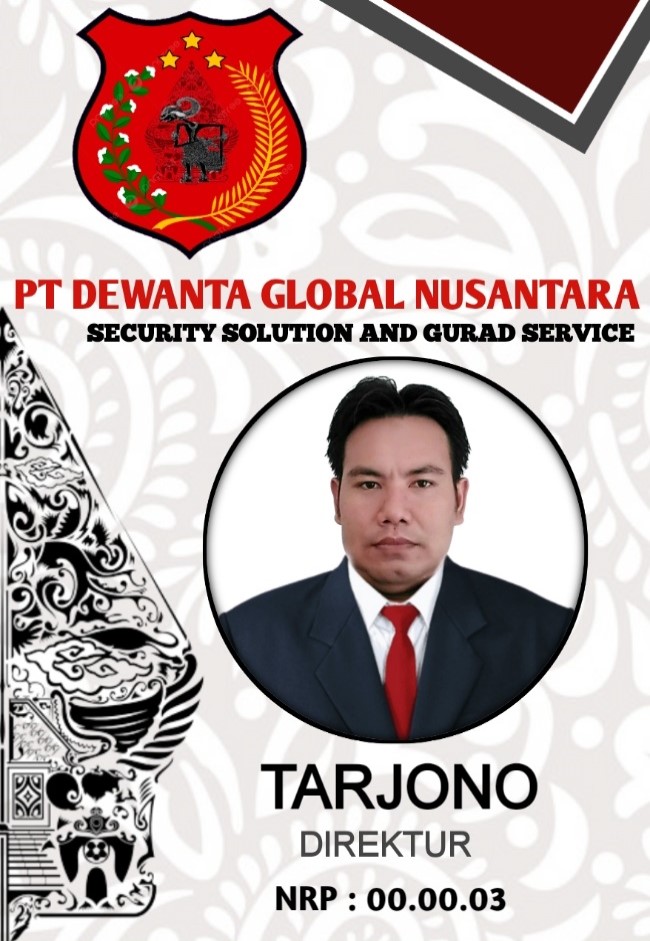 PT DEWANTA GLOBAL NUSANTARA
SECURITY SOLUTION AND GURAD SERVICE
TARJONO
DIREKTUR
NRP : 00.00.03